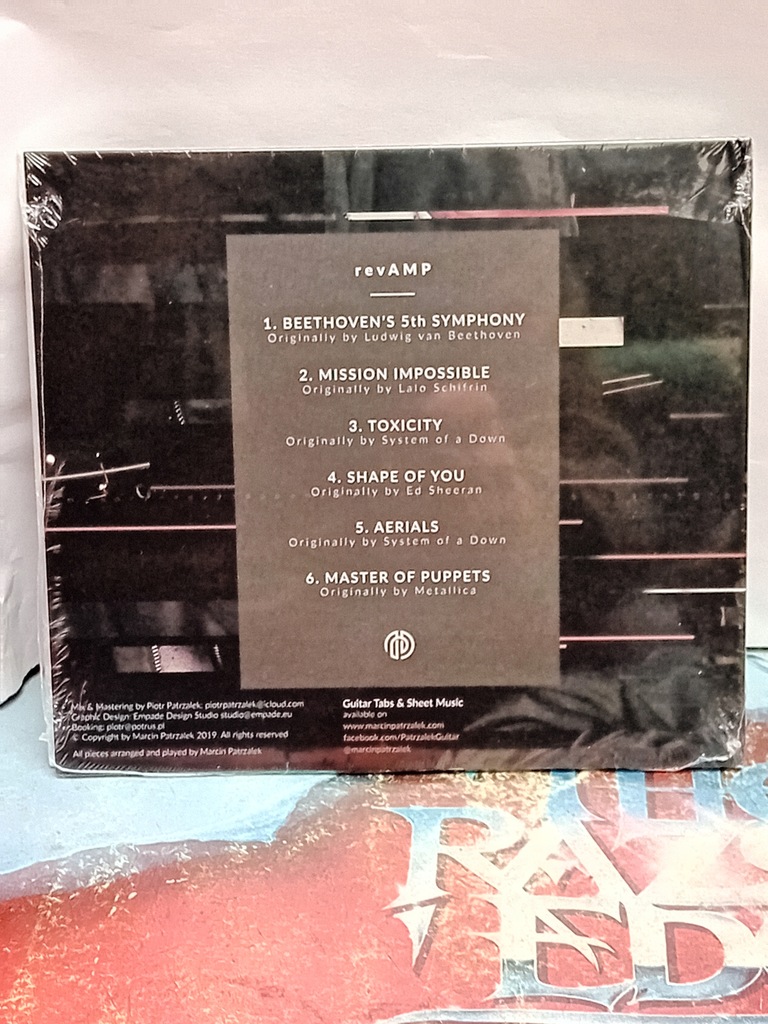 revAMP
1. BEETHOVEN'S 5th SYMPHONY
Originally by Ludwig van Beethoven
2. MISSION IMPOSSIBLE
Originally by Lalo Schifrin
3. TOXICITY
Originally by System of a Down
4. SHAPE OF YOU
Originally by Ed Sheeran
5. AERIALS
Originally by System of a Down
6. MASTER OF PUPPETS
Originally by Metallica
Mix & Mastering by Piotr Patrzalek: piotrpatrzalek@icloud.com
Graphic Design: Empade Design Studio studio@empade.eu
Booking: piotr@potrus.pl
© Copyright by Marcin Patrzalek 2019. All rights reserved
All pieces arranged and played by Marcin Patrzalek
Guitar Tabs & Sheet Music
available on
www.marcinpatrzalek.com
facebook.com/PatrzalekGuitar
@marcinpatrzalek